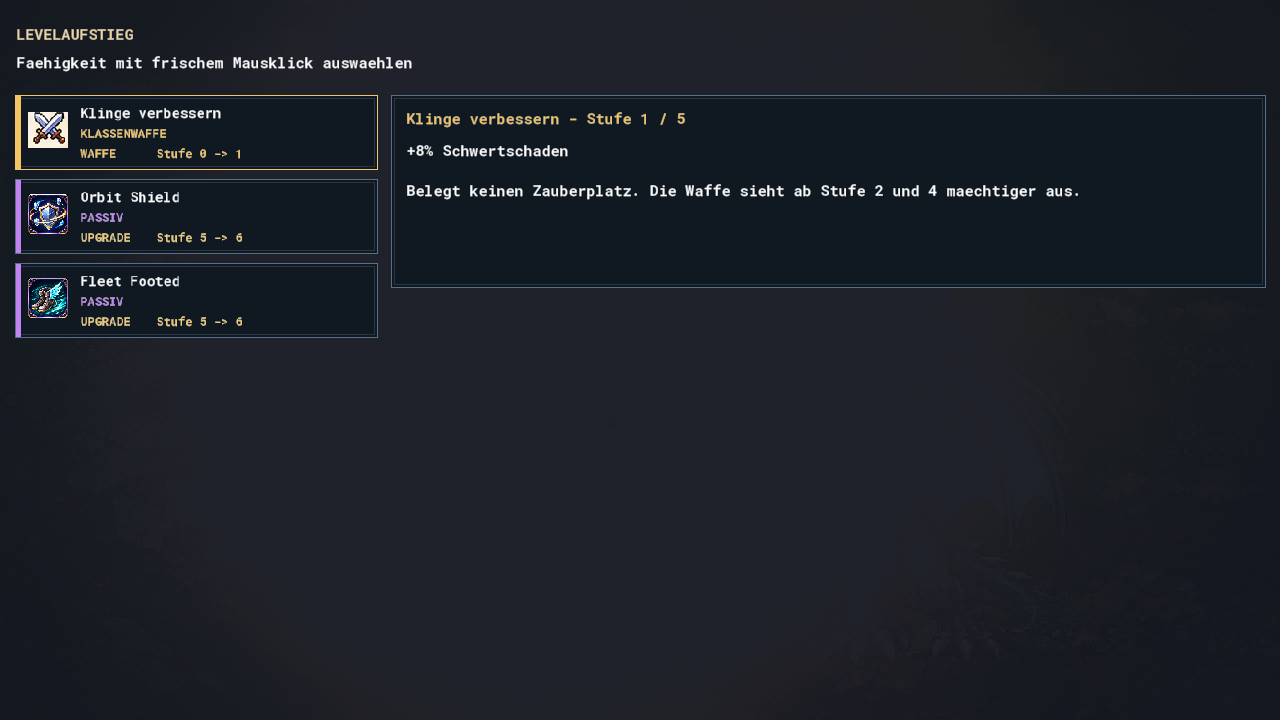 LEVELAUFSTIEG
Faehigkeit mit frischem Mausklick auswaehlen
Klinge verbessern
KLASSENWAFFE
WAFFE Stufe 0 -> 1
Orbit Shield
PASSIV
UPGRADE Stufe 5 -> 6
Fleet Footed
PASSIV
UPGRADE Stufe 5 -> 6
Klinge verbessern - Stufe 1 / 5
+8% Schwertschaden
Belegt keinen Zauberplatz. Die Waffe sieht ab Stufe 2 und 4 maechtiger aus.